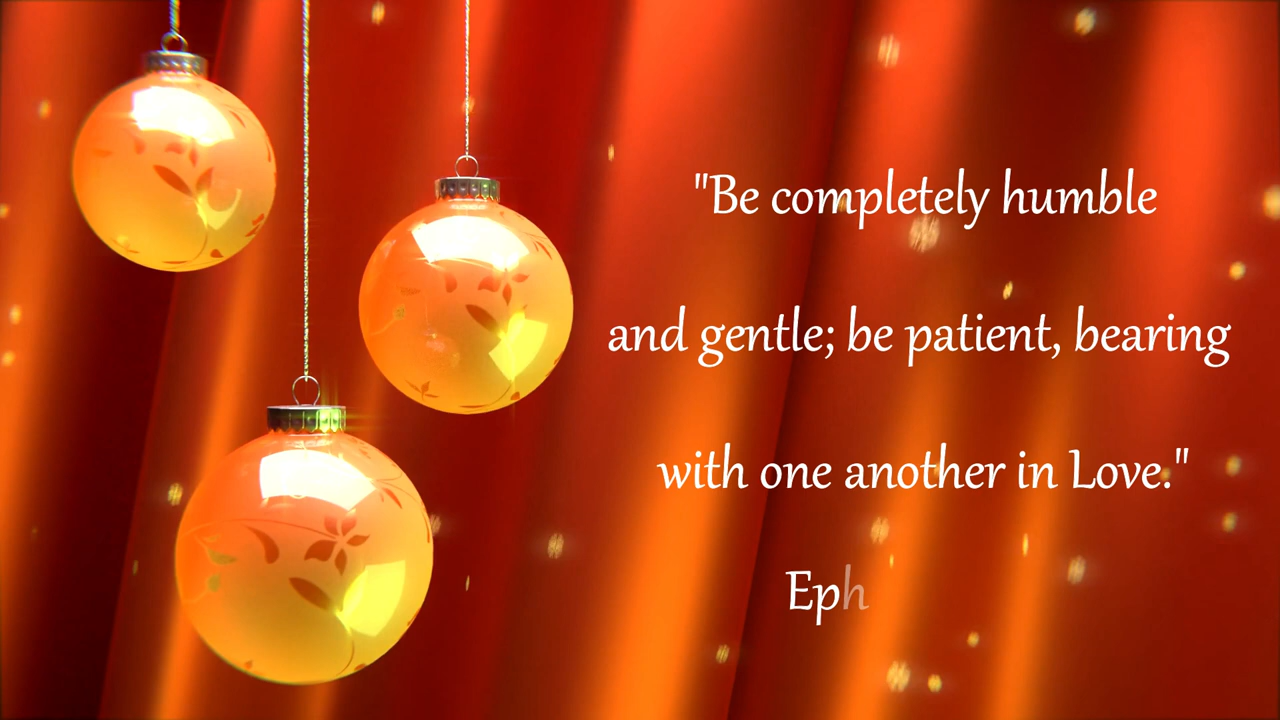 "Be completely humble
and gentle; be patient, bearing
with one another in Love."
Eph